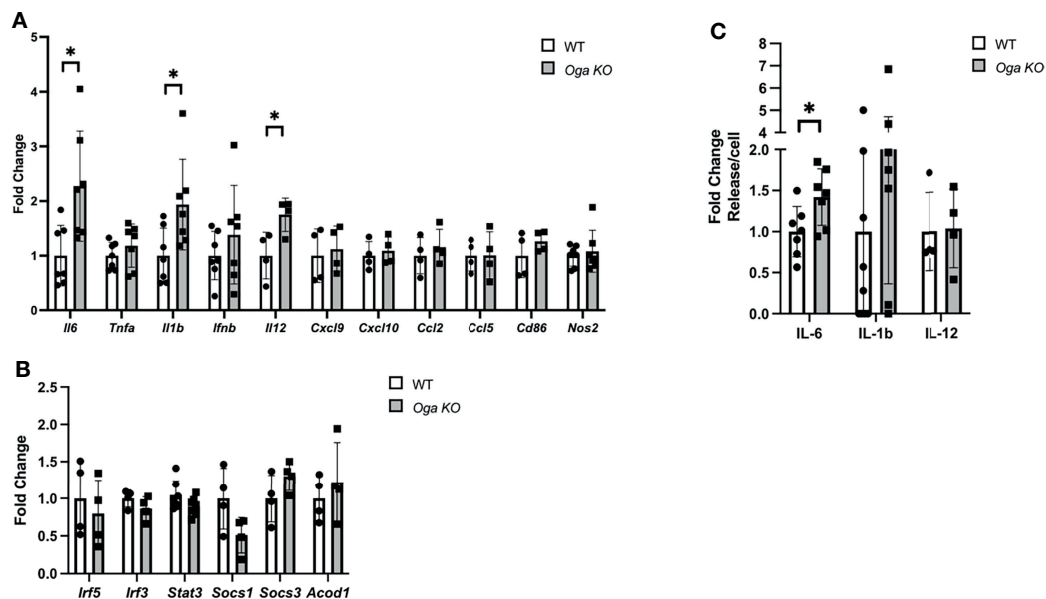 A
5
4
3
2
1
0
Fold Change
*
*
*
WT
Oga KO
Il6 Tnfa Il1b Ifnb Il12 Cxcl9 Cxcl10 Ccl2 Ccl5 Cd86 Nos2
B
2.5
2.0
1.5
1.0
0.5
0.0
Fold Change
WT
Oga KO
Irf5 Irf3 Stat3 Socs1 Socs3 Acod1
C
8
7
6
5
4
2.0
1.5
1.0
0.5
0.0
Fold Change
Release/cell
*
WT
Oga KO
IL-6 IL-1b IL-12